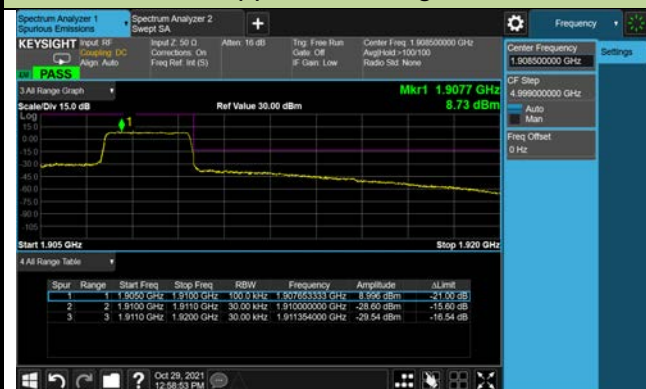 Spectrum Analyzer 1
Spurious Emissions
Spectrum Analyzer 2
Swept SA
+
Frequency
KEYSIGHT
Input: RF
Coupling: DC
Align: Auto
Input Z: 50 Ω
Corrections: On
Freq Ref: Int (S)
Atten: 16 dB
Trig: Free Run
Gate: Off
IF Gain: Low
Center Freq: 1.908500000 GHz
Avg|Hold:>100/100
Radio Std: None
PASS
Center Frequency
1.908500000 GHz
Settings
CF Step
4.999000000 GHz
Auto
Man
Freq Offset
0 Hz
3 All Range Graph
Mkr1 1.9077 GHz
8.73 dBm
Scale/Div 15.0 dB
Ref Value 30.00 dBm
Log
15.0
0.00
-15.0
-30.0
-45.0
-60.0
-75.0
-90.0
-105
1
Start 1.905 GHz
Stop 1.920 GHz
4 All Range Table
Spur Range Start Freq Stop Freq RBW Frequency Amplitude ΔLimit
1 1 1.9050 GHz 1.9100 GHz 100.0 kHz 1.907653333 GHz 8.996 dBm -21.00 dB
2 2 1.9100 GHz 1.9110 GHz 30.00 kHz 1.910000000 GHz -28.60 dBm -15.60 dB
3 3 1.9110 GHz 1.9200 GHz 30.00 kHz 1.911354000 GHz -29.54 dBm -16.54 dB
?
Oct 29, 2021
12:58:53 PM